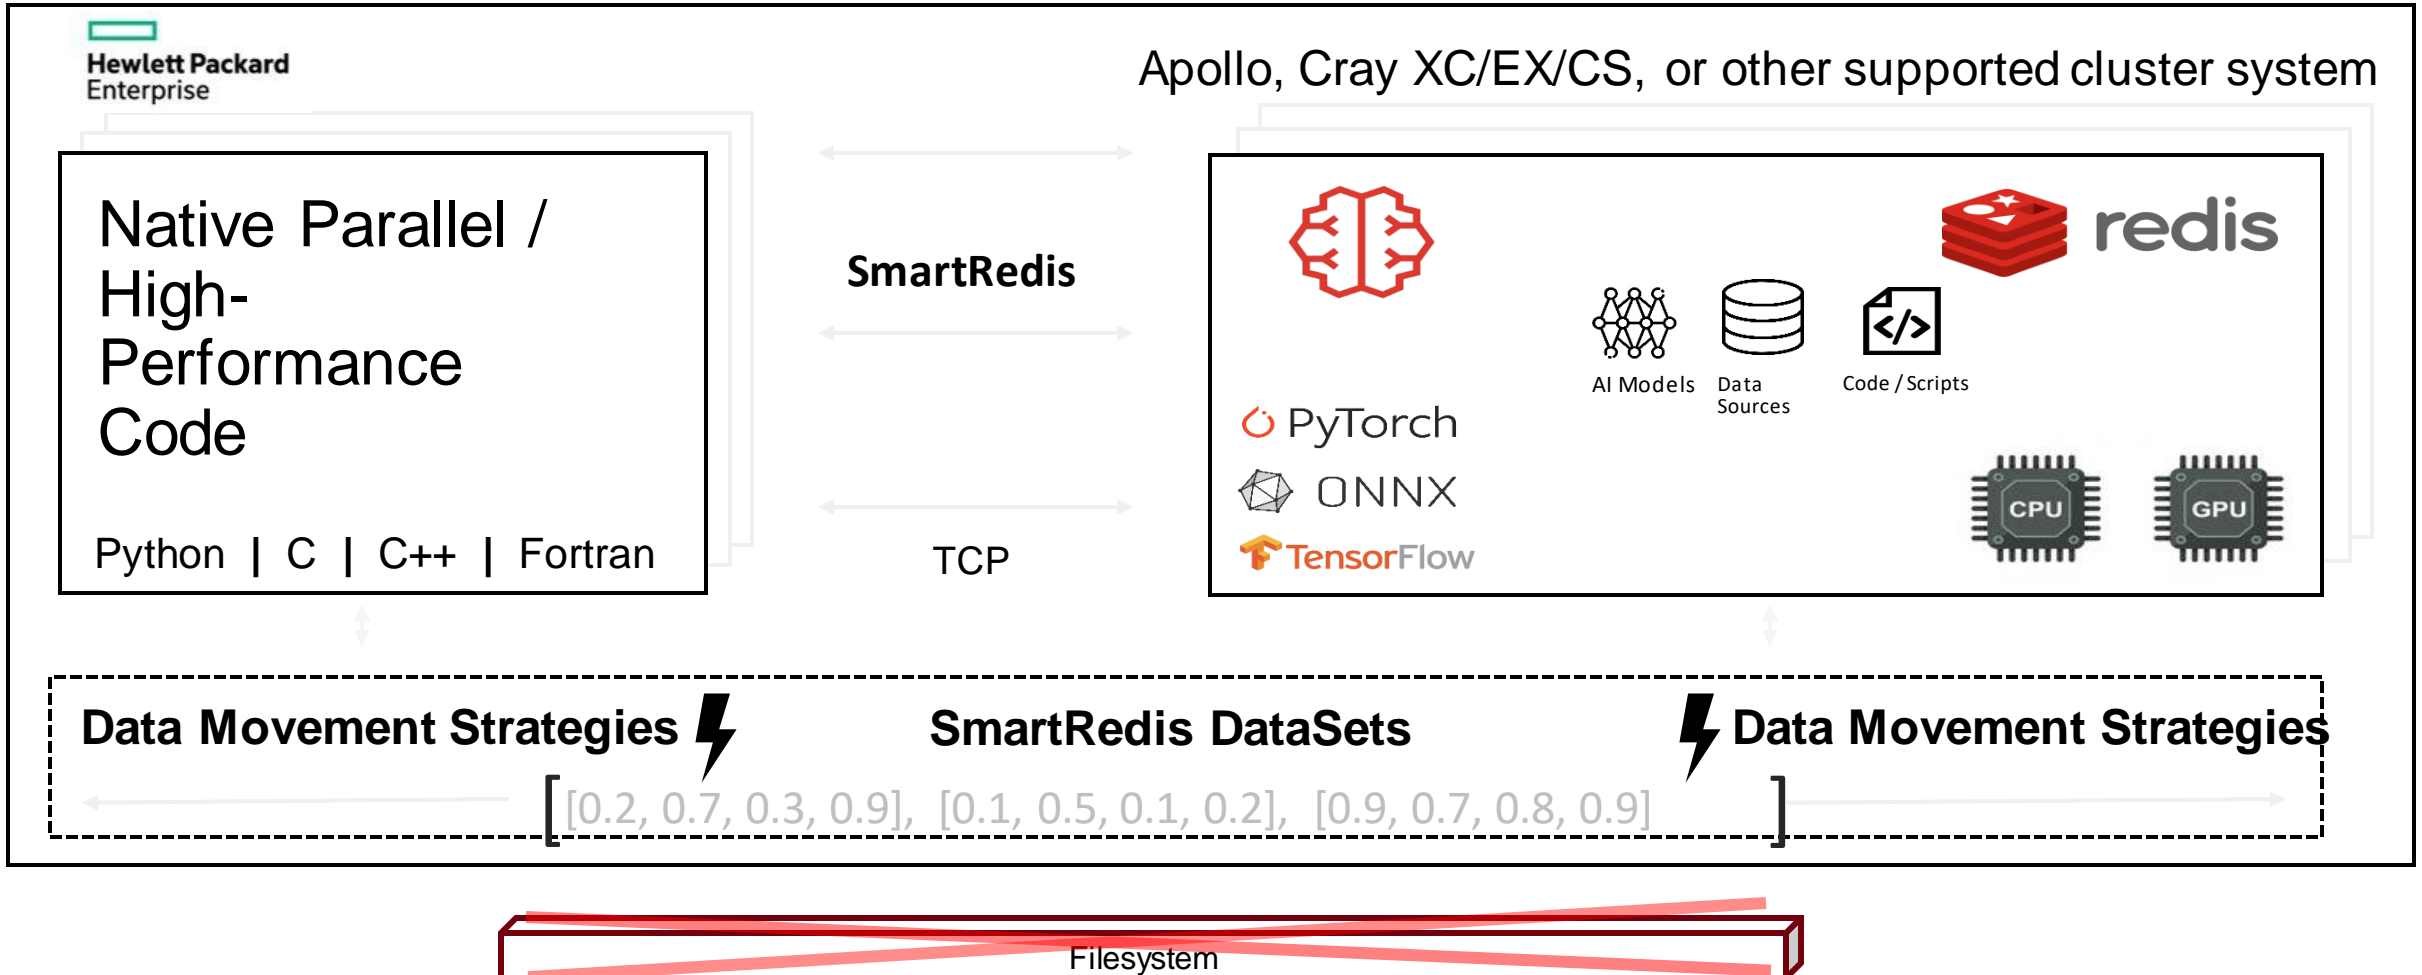 Hewlett Packard
Enterprise
Apollo, Cray XC/EX/CS, or other supported cluster system
Native Parallel /
High-
Performance
Code
Python | C | C++ | Fortran
SmartRedis
TCP
redis
AI Models
Data
Sources
Code / Scripts
</>
PyTorch
ONNX
TensorFlow
CPU
GPU
Data Movement Strategies
SmartRedis DataSets
Data Movement Strategies
[ [0.2, 0.7, 0.3, 0.9], [0.1, 0.5, 0.1, 0.2], [0.9, 0.7, 0.8, 0.9] ]
Filesystem